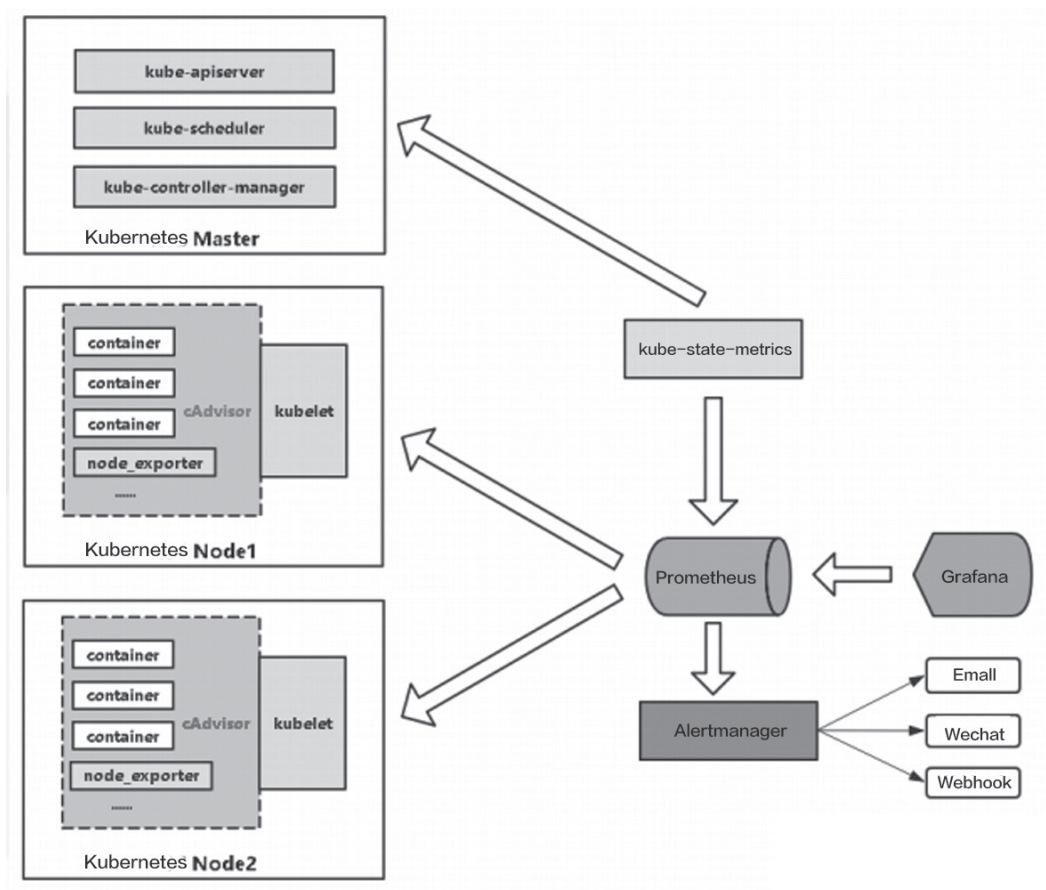 kube-apiserver
kube-scheduler
kube-controller-manager
Kubernetes Master
container
container
container
cAdvisor
kubelet
node_exporter
......
Kubernetes Node1
container
container
container
cAdvisor
kubelet
node_exporter
......
Kubernetes Node2
kube-state-metrics
Prometheus
Grafana
Alertmanager
Emall
Wechat
Webhook